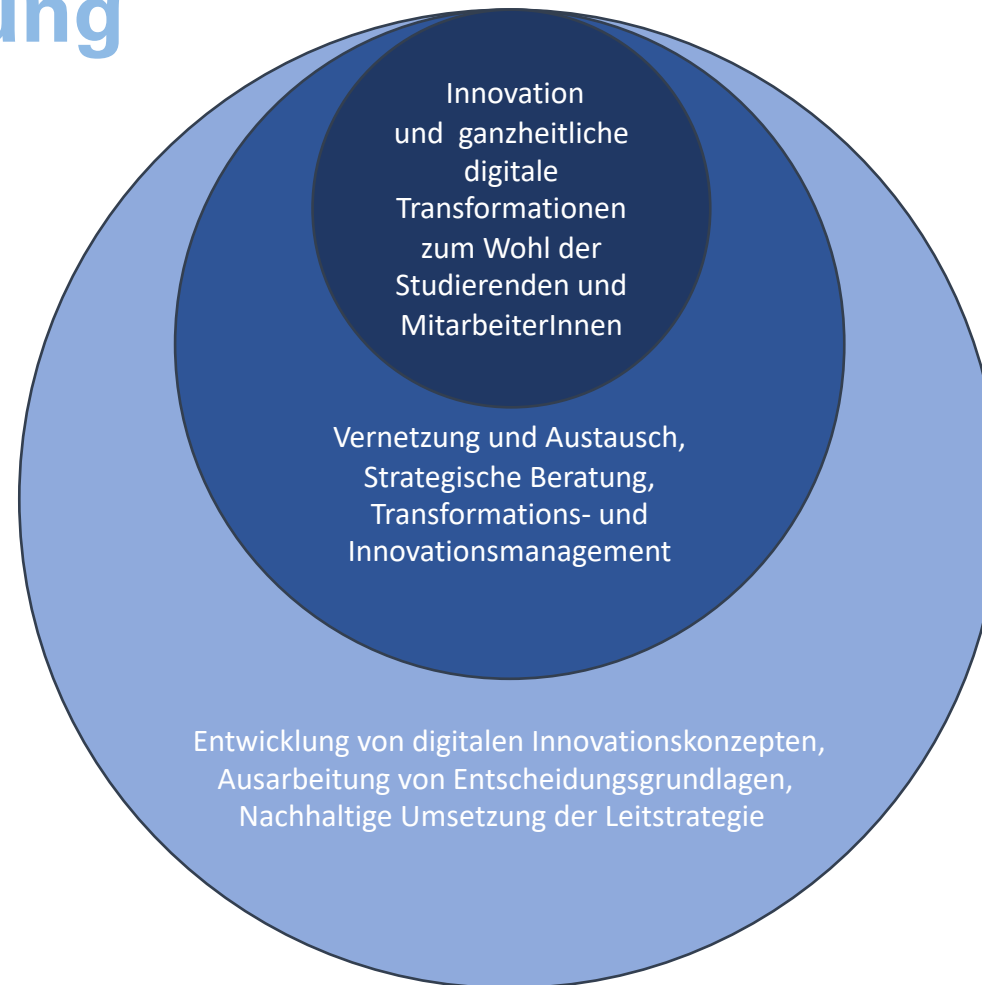 ung
Innovation
und ganzheitliche
digitale
Transformationen
zum Wohl der
Studierenden und
MitarbeiterInnen
Vernetzung und Austausch,
Strategische Beratung,
Transformations- und
Innovationsmanagement
Entwicklung von digitalen Innovationskonzepten,
Ausarbeitung von Entscheidungsgrundlagen,
Nachhaltige Umsetzung der Leitstrategie